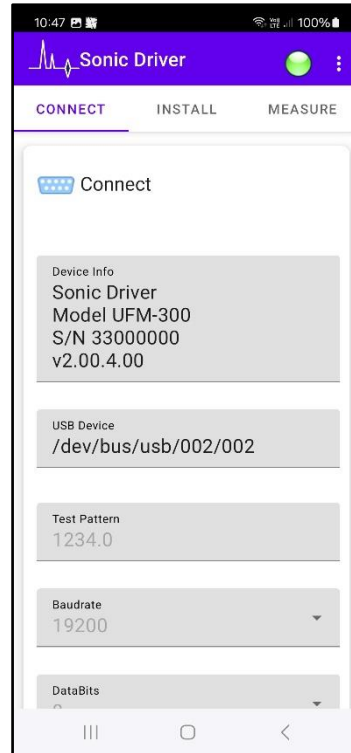 10:47
100%
Sonic Driver
CONNECT
INSTALL
MEASURE
Connect
Device Info
Sonic Driver
Model UFM-300
S/N 33000000
v2.00.4.00
USB Device
/dev/bus/usb/002/002
Test Pattern
1234.0
Baudrate
19200
DataBits